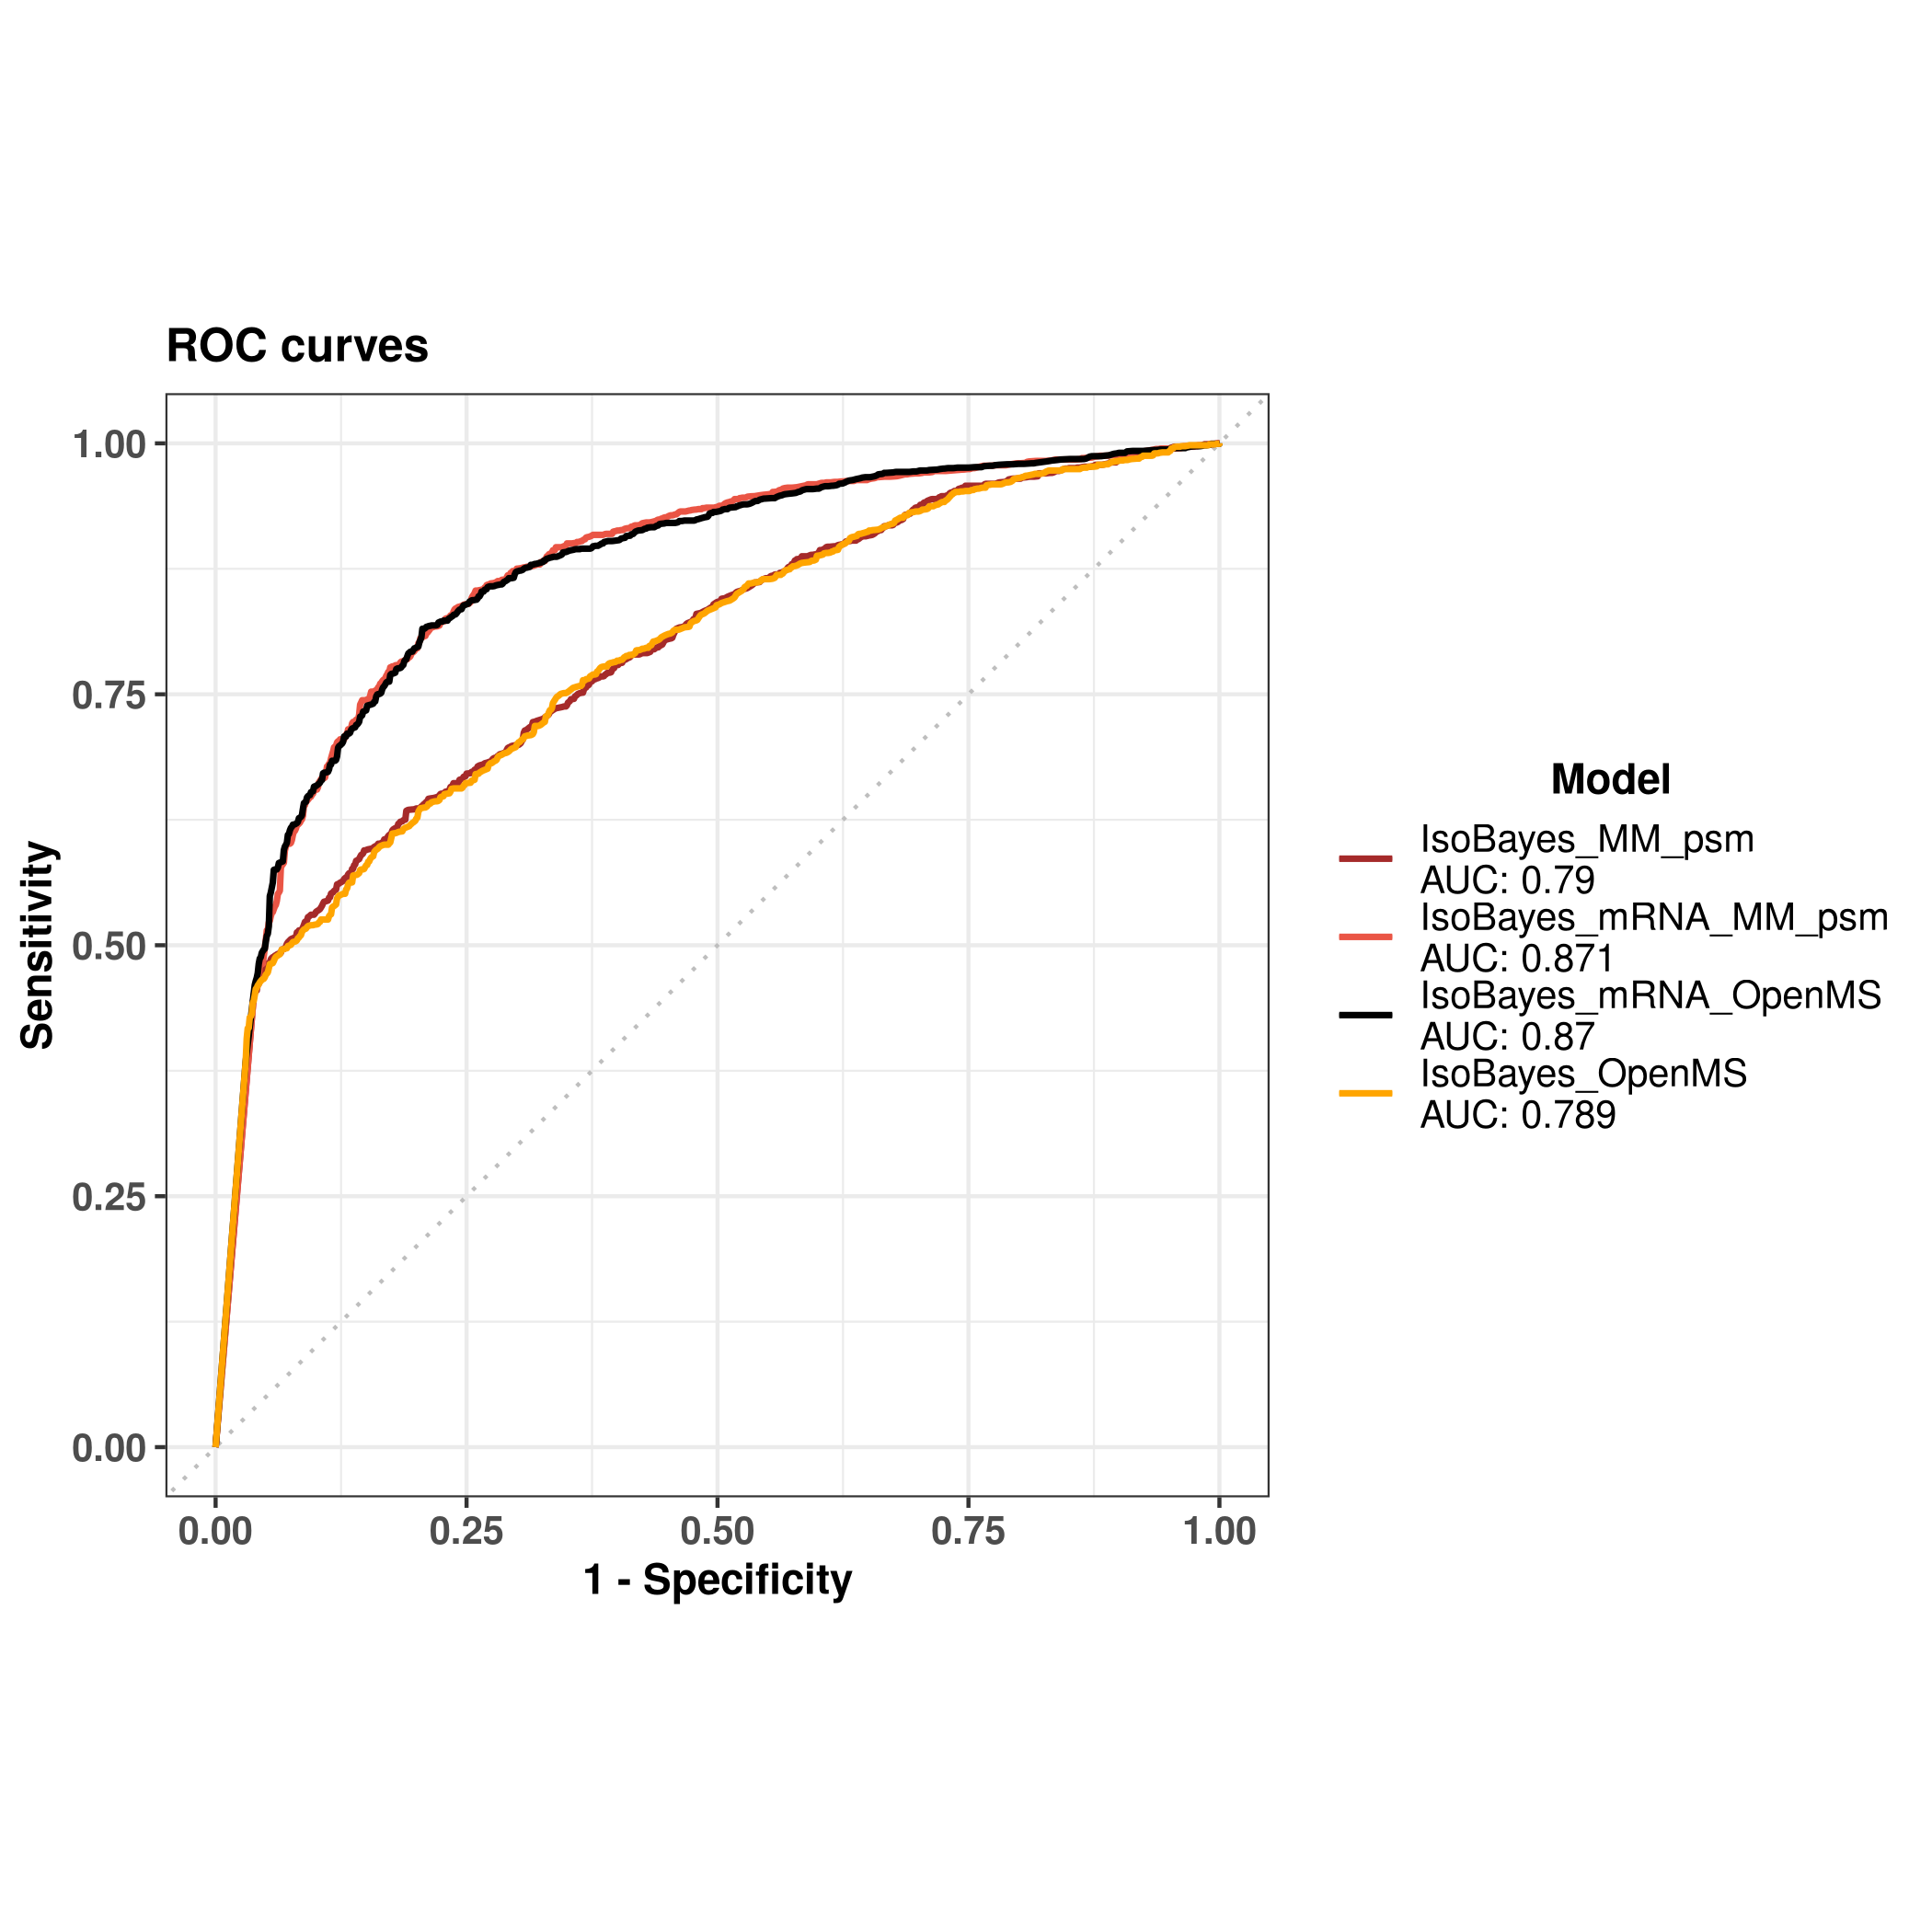 ROC curves
1.00
0.75
0.50
0.25
0.00
Sensitivity
0.00 0.25 0.50 0.75 1.00
1 - Specificity
Model
IsoBayes_MM_psm
AUC: 0.79
IsoBayes_mRNA_MM_psm
AUC: 0.871
IsoBayes_mRNA_OpenMS
AUC: 0.87
IsoBayes_OpenMS
AUC: 0.789